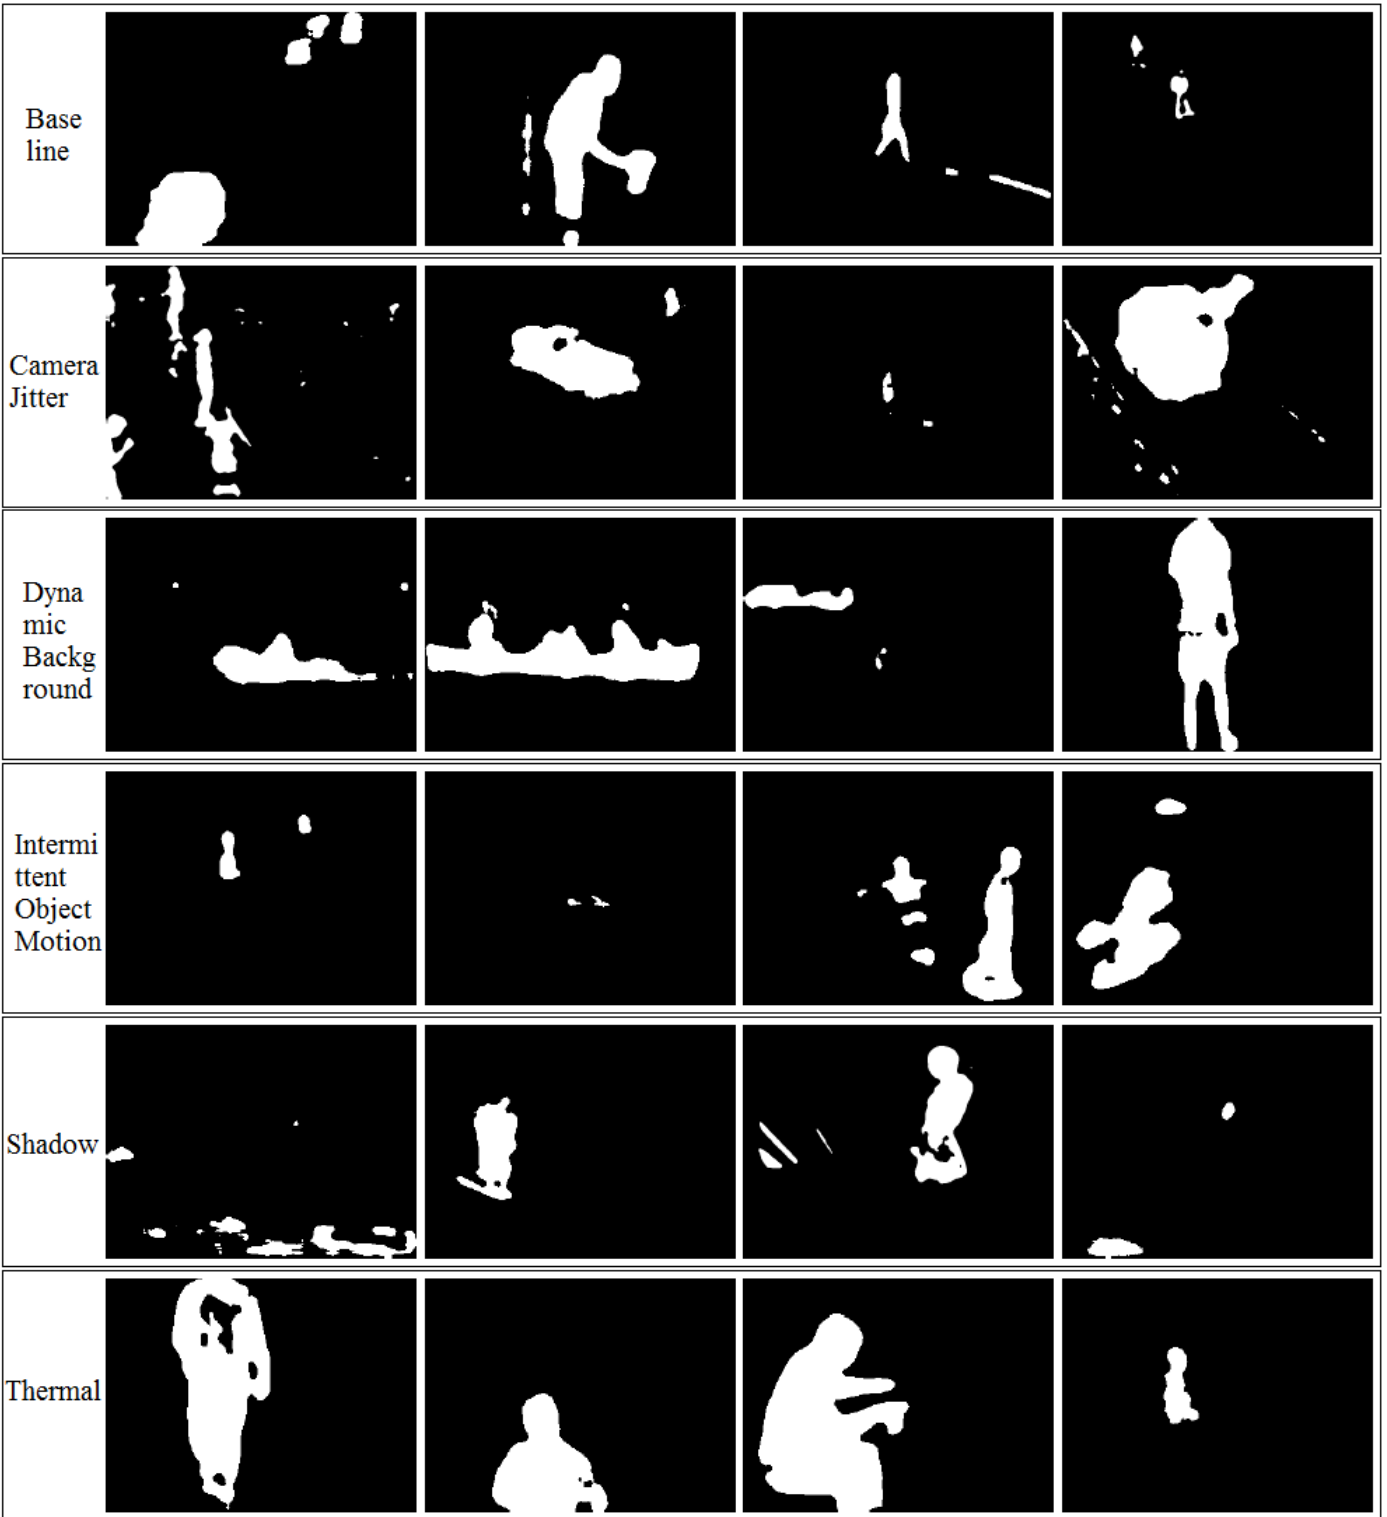 Base
line
Camera
Jitter
Dyna
mic
Backg
round
Intermi
ttent
Object
Motion
Shadow
Thermal